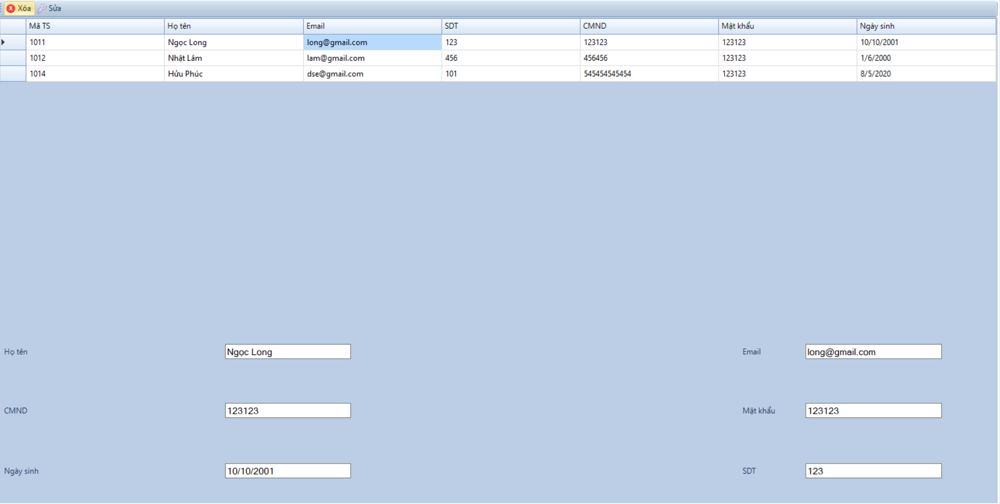 Xóa Sửa
Mã TS Họ tên Email SDT CMND Mật khẩu Ngày sinh
1011 Ngọc Long long@gmail.com 123 123123 123123 10/10/2001
1012 Nhật Lâm lam@gmail.com 456 456456 123123 1/6/2000
1014 Hửu Phúc dse@gmail.com 101 545454545454 123123 8/5/2020
Họ tên Ngọc Long Email long@gmail.com
CMND 123123 Mật khẩu 123123
Ngày sinh 10/10/2001 SDT 123